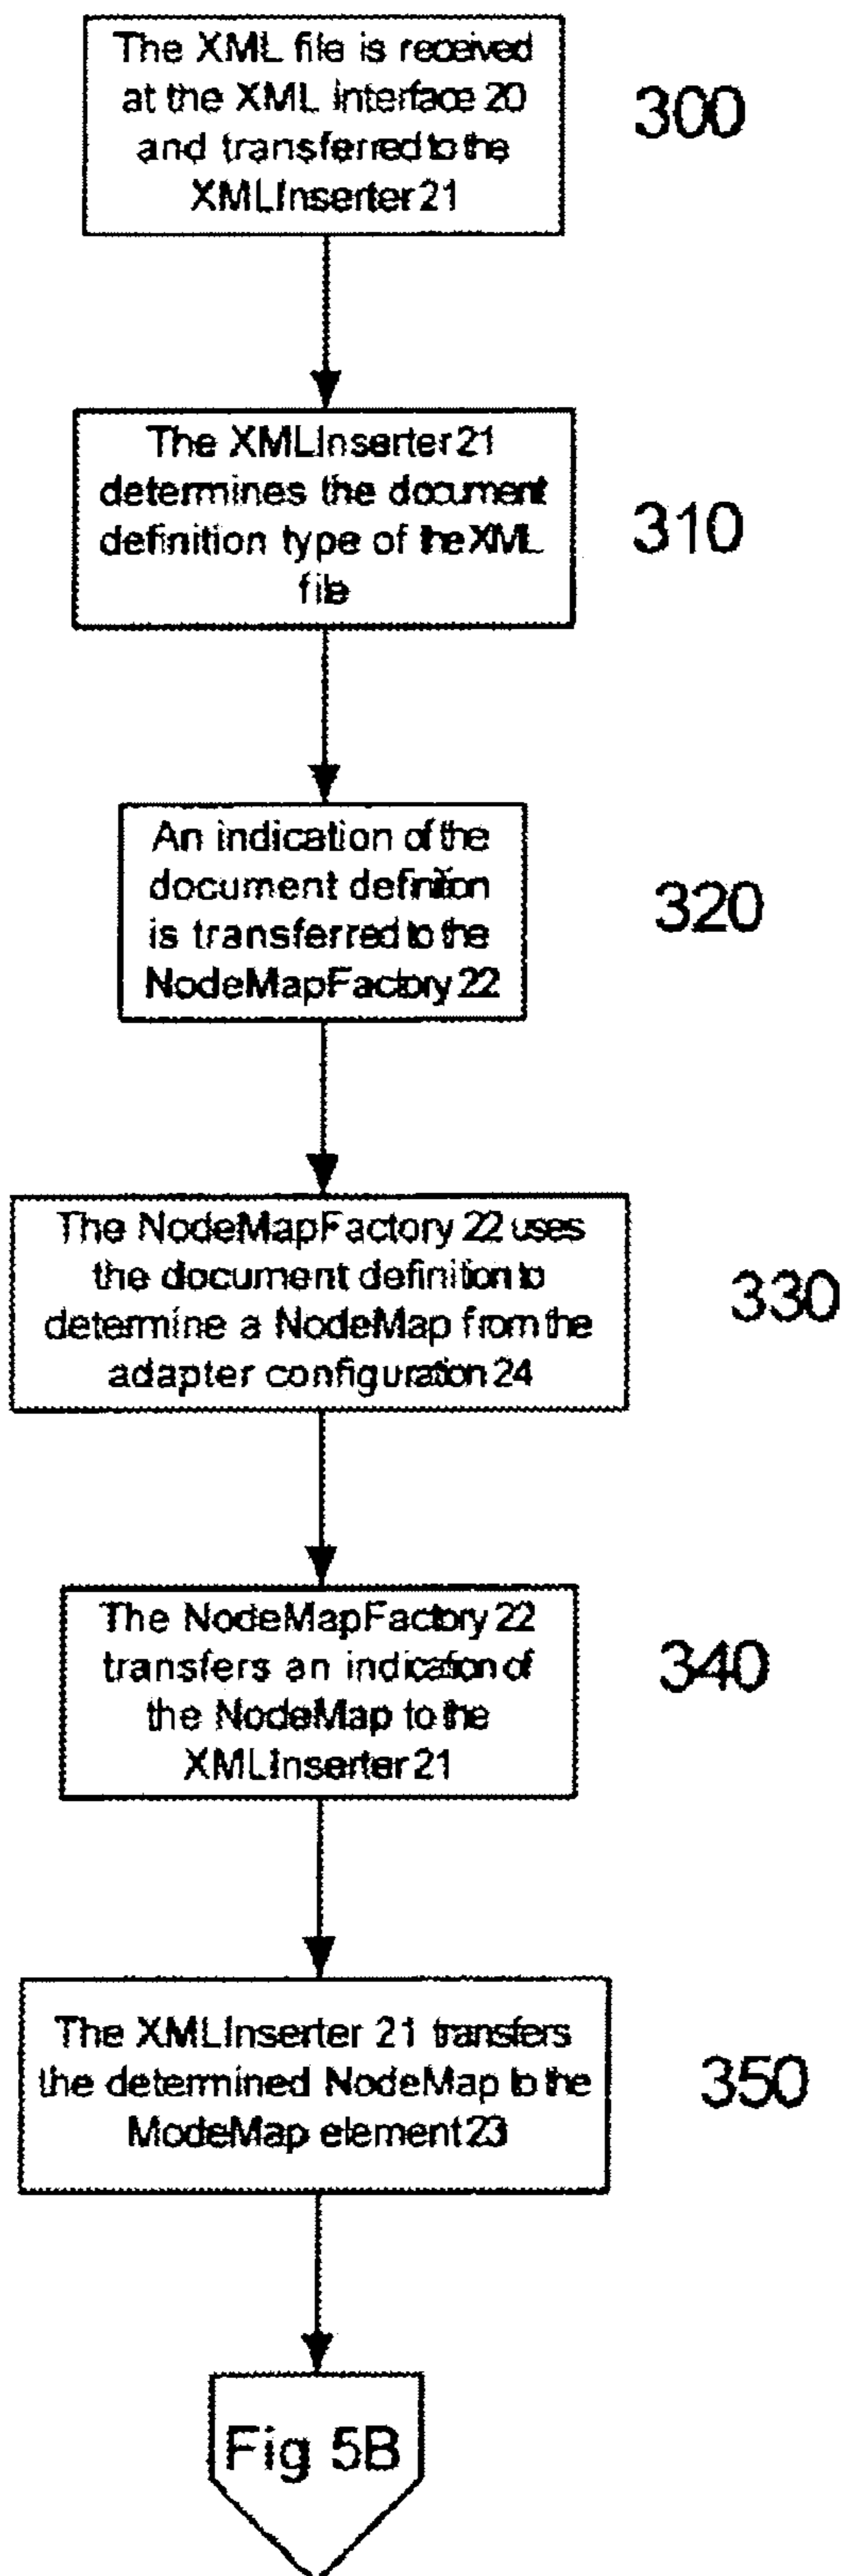 The XML file is received
at the XML Interface 20
and transferred to the
XMLInserter 21
300
The XMLInserter 21
determines the document
definition type of the XML
file
310
An indication of the
document definition
is transferred to the
NodeMapFactory 22
320
The NodeMapFactory 22 uses
the document definition to
determine a NodeMap from the
adapter configuration 24
330
The NodeMapFactory 22
transfers an indication of
the NodeMap to the
XMLInserter 21
340
The XMLInserter 21 transfers
the determined NodeMap to the
ModeMap element 23
350
Fig 5B